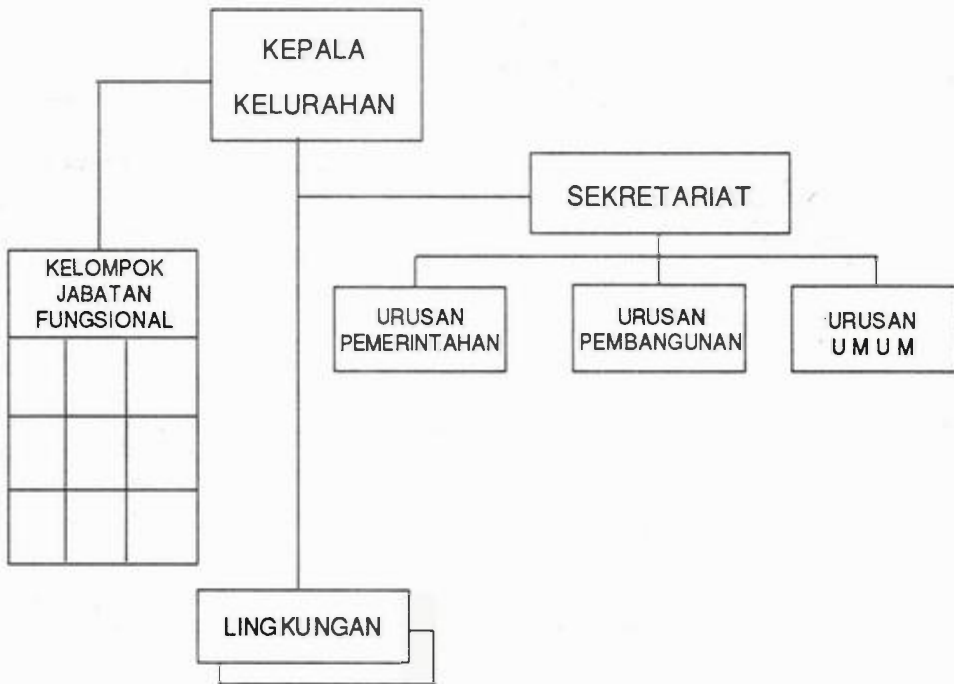 KEPALA
KELURAHAN
SEKRETARIAT
KELOMPOK
JABATAN
FUNGSIONAL
URUSAN
PEMERINTAHAN
URUSAN
PEMBANGUNAN
URUSAN
U M U M
LINGKUNGAN